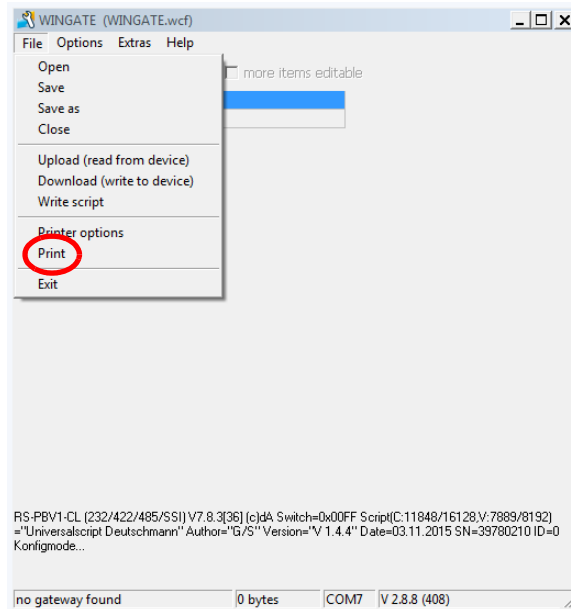 WINGATE (WINGATE.wcf)
File Options Extras Help
Open
more items editable
Save
Save as
Close
Upload (read from device)
Download (write to device)
Write script
Printer options
Print
Exit
RS-PBV1-CL (232/422/485/SSI) V7.8.3[36] (c)dA Switch=0x00FF Script(C:11848/16128,V:7889/8192)
="Universalscript Deutschmann" Author="G/S" Version="V 1.4.4" Date=03.11.2015 SN=39780210 ID=0
Konfigmode...
no gateway found 0 bytes COM7 V 2.8.8 (408)